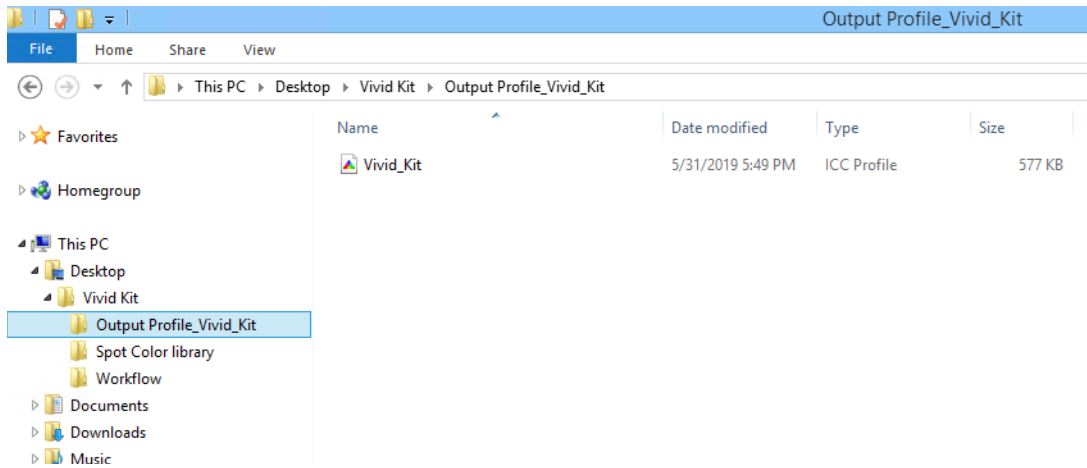 Output Profile_Vivid_Kit
File Home Share View
This PC Desktop Vivid Kit Output Profile_Vivid_Kit
Name Date modified Type Size
Vivid_Kit 5/31/2019 5:49 PM ICC Profile 577 KB
Favorites
Homegroup
This PC
Desktop
Vivid Kit
Output Profile_Vivid_Kit
Spot Color library
Workflow
Documents
Downloads
Music